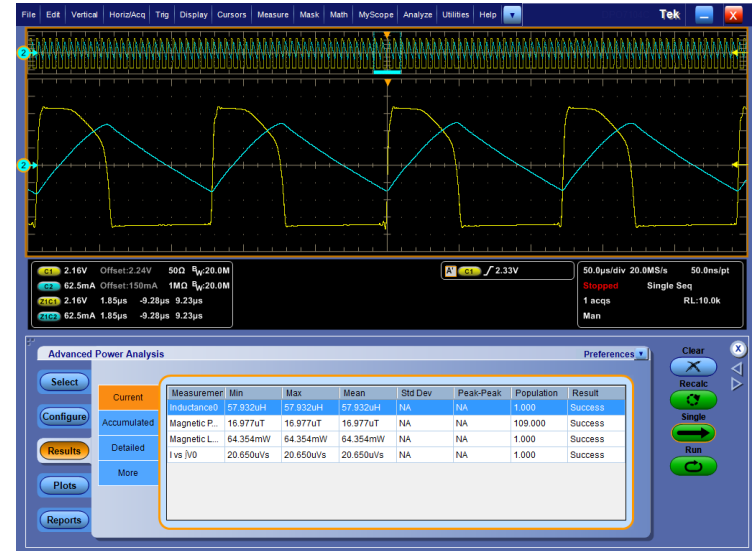 File Edit Vertical Horiz/Acq Trig Display Cursors Measure Mask Math MyScope Analyze Utilities Help Tek X
2
2
C1 2.16V Offset:2.24V 50Ω BW:20.0M
C2 62.5mA Offset:150mA 1MΩ BW:20.0M
Z1C1 2.16V 1.85µs -9.28µs 9.23µs
Z1C2 62.5mA 1.85µs -9.28µs 9.23µs
A' C1 2.33V
50.0µs/div 20.0MS/s 50.0ns/pt
Stopped Single Seq
1 acqs RL:10.0k
Man
Advanced Power Analysis Preferences
Select
Configure
Results
Plots
Reports
Current
Accumulated
Detailed
More
Measuremer Min Max Mean Std Dev Peak-Peak Population Result
Inductance0 57.932uH 57.932uH 57.932uH NA NA 1.000 Success
Magnetic P... 16.977uT 16.977uT 16.977uT NA NA 109.000 Success
Magnetic L... 64.354mW 64.354mW 64.354mW NA NA 1.000 Success
I vs ∫V0 20.650uVs 20.650uVs 20.650uVs NA NA 1.000 Success
Clear X
Recalc
Single
Run